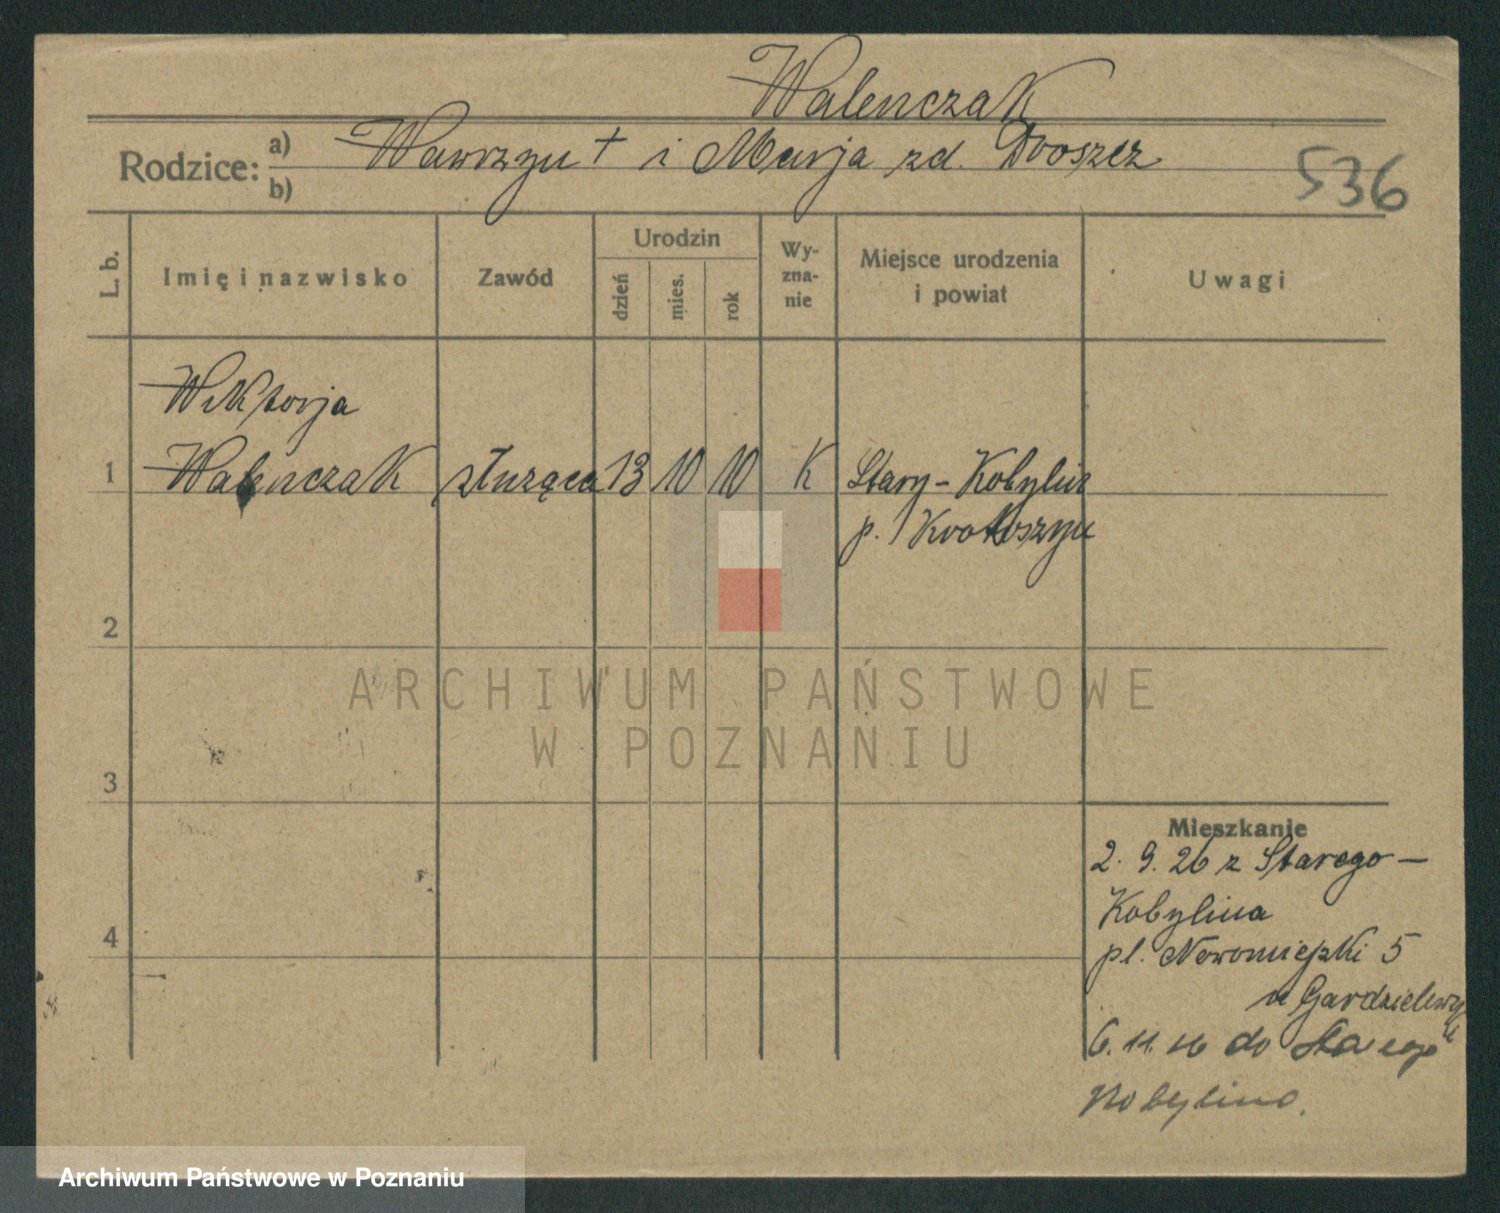 Walenczak
Rodzice: a) Wawrzyn + i Marja zd. Droszcz
b)
536
L. b.
Imię i nazwisko
Zawód
Urodzin
dzień
mies.
rok
Wy-
zna-
nie
Miejsce urodzenia
i powiat
Uwagi
Wiktorja
1 Walenczak służąca 13 10 10 K Stary-Kobylin
p. Krotoszyn
2
ARCHIWUM PAŃSTWOWE
W POZNANIU
3
Mieszkanie
2. 9. 26 z Starego-
Kobylina
4
pl. Nowomiejski 5
u Gardzielewy
6. 11. 26 do Starego
Kobylina.
Archiwum Państwowe w Poznaniu